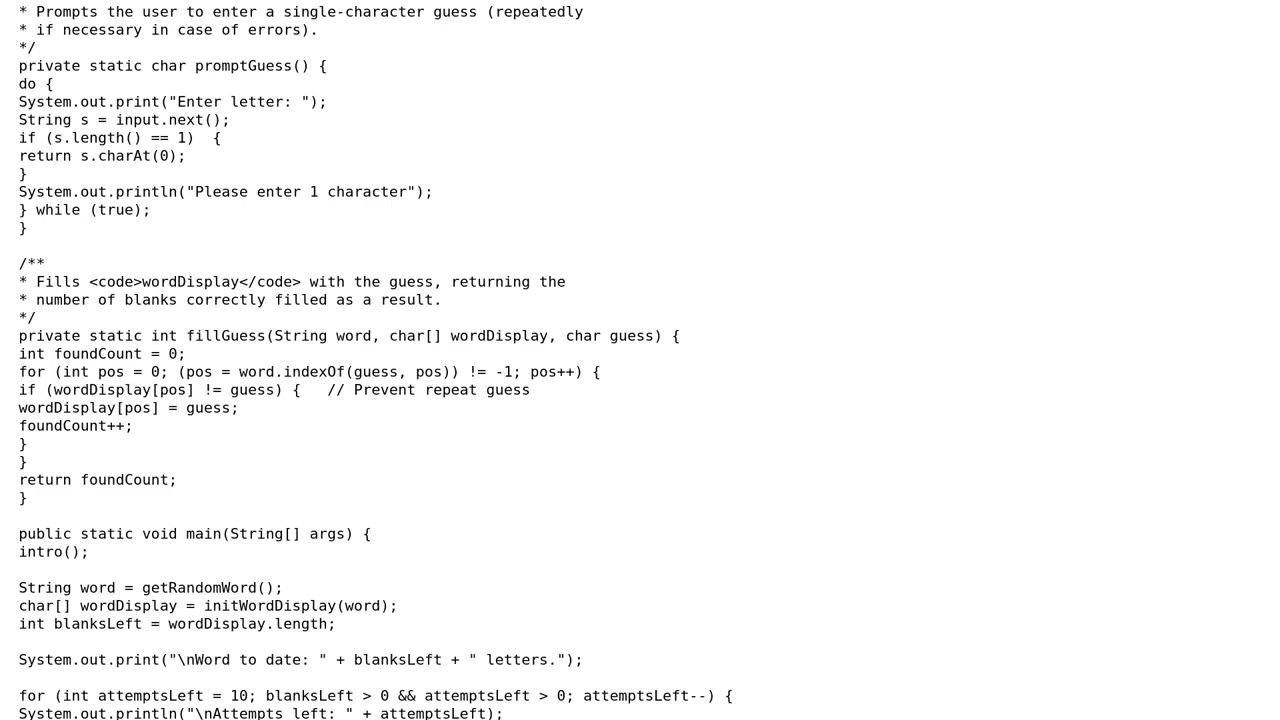 * Prompts the user to enter a single-character guess (repeatedly
* if necessary in case of errors).
*/
private static char promptGuess() {
do {
System.out.print("Enter letter: ");
String s = input.next();
if (s.length() == 1)  {
return s.charAt(0);
}
System.out.println("Please enter 1 character");
} while (true);
}

/**
* Fills <code>wordDisplay</code> with the guess, returning the
* number of blanks correctly filled as a result.
*/
private static int fillGuess(String word, char[] wordDisplay, char guess) {
int foundCount = 0;
for (int pos = 0; (pos = word.indexOf(guess, pos)) != -1; pos++) {
if (wordDisplay[pos] != guess) {   // Prevent repeat guess
wordDisplay[pos] = guess;
foundCount++;
}
}
return foundCount;
}

public static void main(String[] args) {
intro();

String word = getRandomWord();
char[] wordDisplay = initWordDisplay(word);
int blanksLeft = wordDisplay.length;

System.out.print("\nWord to date: " + blanksLeft + " letters.");

for (int attemptsLeft = 10; blanksLeft > 0 && attemptsLeft > 0; attemptsLeft--) {
System.out.println("\nAttempts left: " + attemptsLeft);